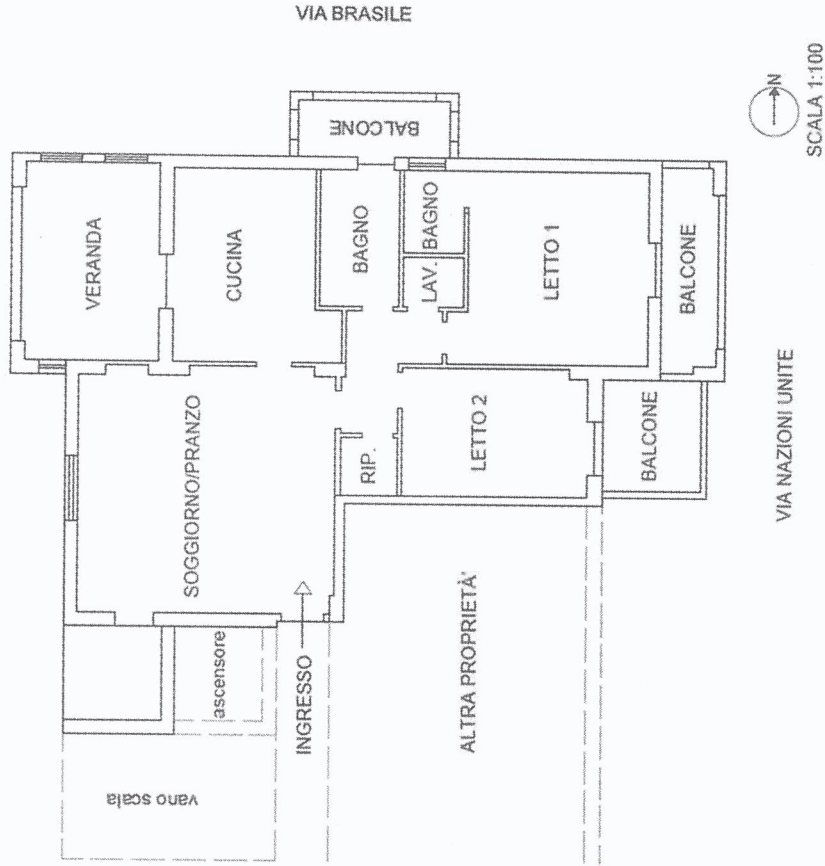 VIA BRASILE
BALCONE
VERANDA
CUCINA
BAGNO
BAGNO
LAV.
LETTO 1
BALCONE
SOGGIORNO/PRANZO
RIP.
LETTO 2
BALCONE
ascensore
INGRESSO
vano scala
ALTRA PROPRIETÀ'
VIA NAZIONI UNITE
N
SCALA 1:100